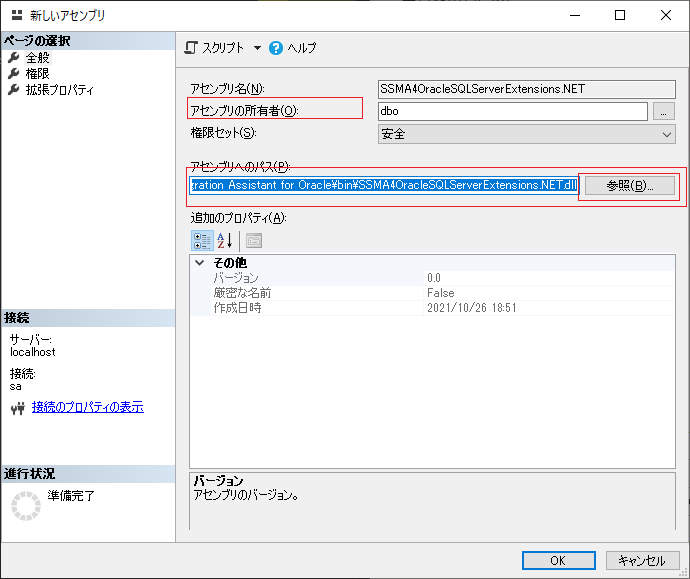 新しいアセンブリ
ページの選択
全般
権限
拡張プロパティ
スクリプト
ヘルプ
アセンブリ名(N):
SSMA4OracleSQLServerExtensions.NET
アセンブリの所有者(O):
dbo
...
権限セット(S):
安全
アセンブリへのパス(P):
gration Assistant for Oracle¥bin¥SSMA4OracleSQLServerExtensions.NET.dll
参照(B)...
追加のプロパティ(A):
その他
バージョン 0.0
厳密な名前 False
作成日時 2021/10/26 18:51
バージョン
アセンブリのバージョン。
接続
サーバー:
localhost
接続:
sa
接続のプロパティの表示
進行状況
準備完了
OK
キャンセル